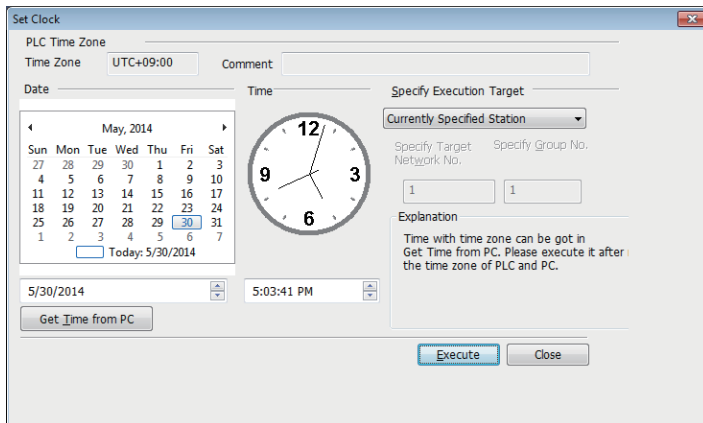 Set Clock
PLC Time Zone
Time Zone UTC+09:00 Comment
Date Time Specify Execution Target
May, 2014
Sun Mon Tue Wed Thu Fri Sat
27 28 29 30 1 2 3
4 5 6 7 8 9 10
11 12 13 14 15 16 17
18 19 20 21 22 23 24
25 26 27 28 29 30 31
1 2 3 4 5 6 7
Today: 5/30/2014
12
9 3
6
Currently Specified Station
Specify Target Network No.
Specify Group No.
1 1
Explanation
Time with time zone can be got in
Get Time from PC. Please execute it after
the time zone of PLC and PC.
5/30/2014 5:03:41 PM
Get Time from PC
Execute Close